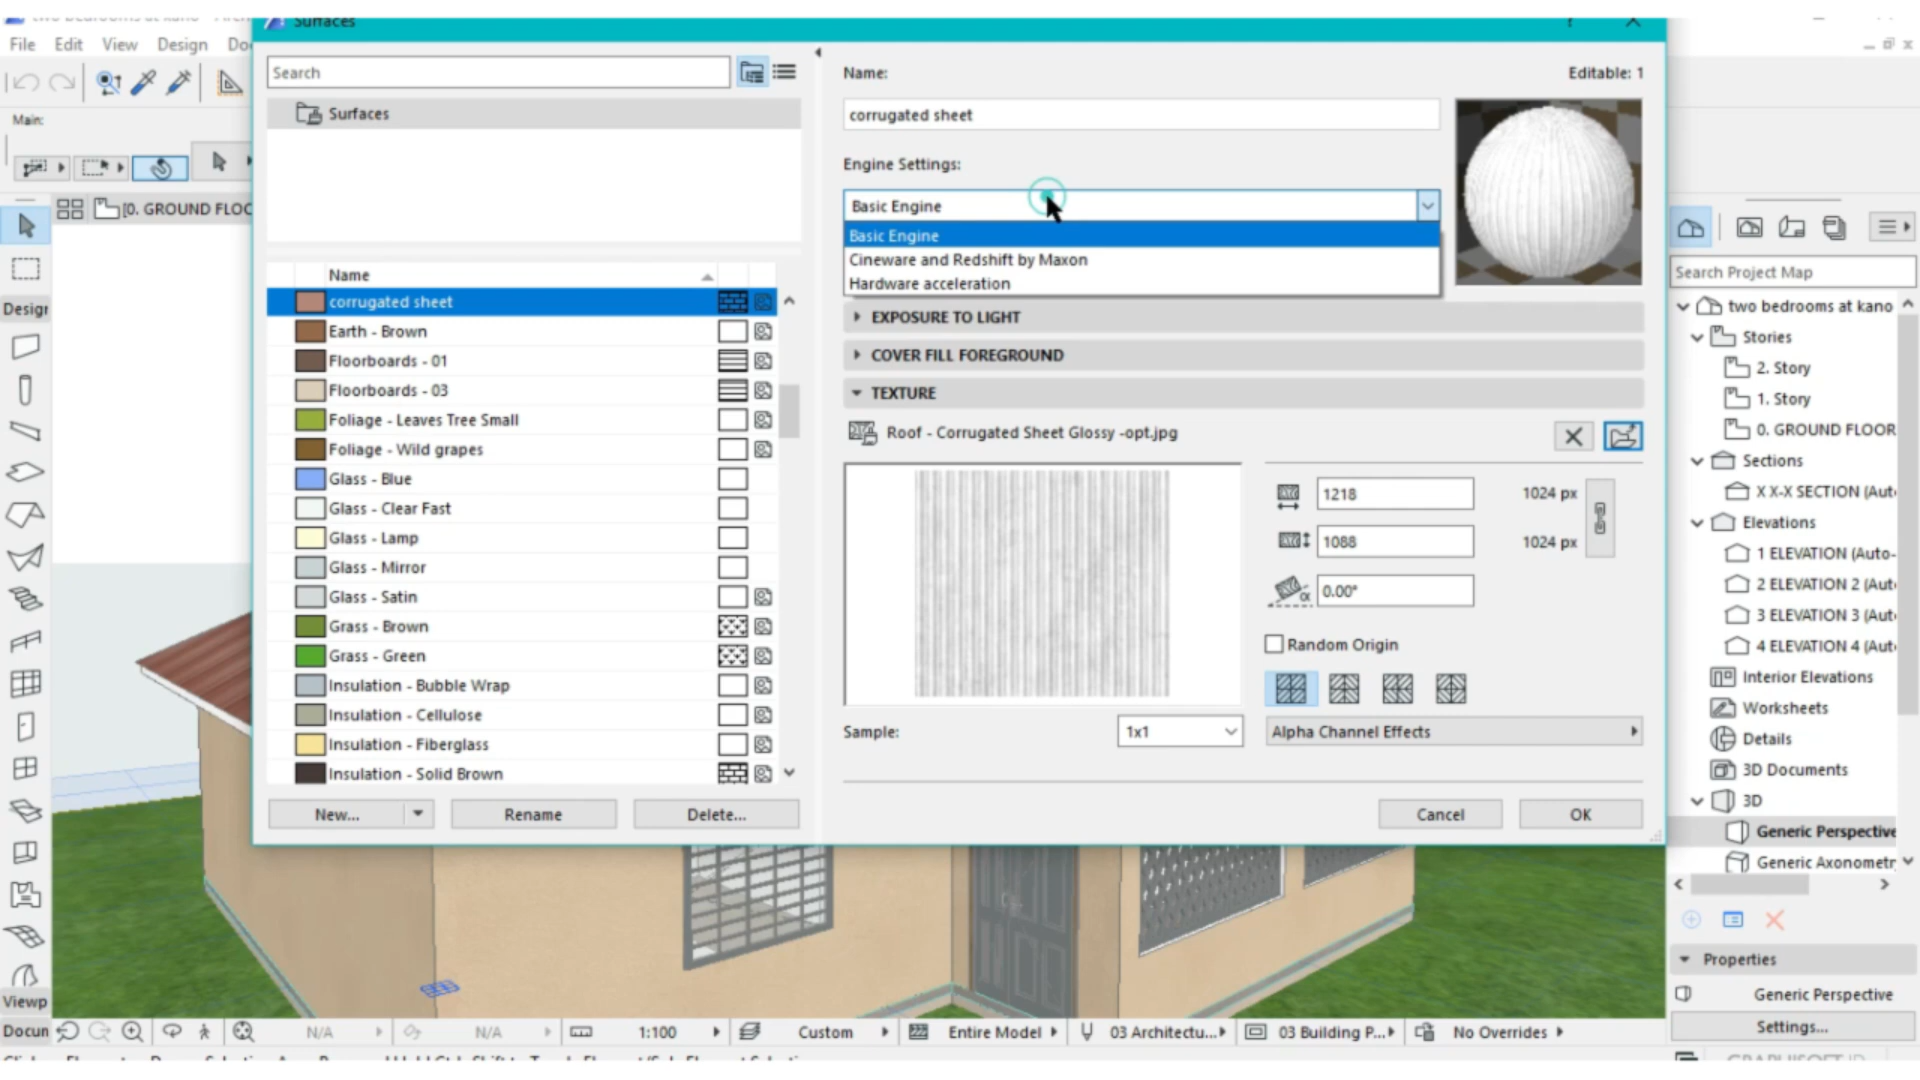 Surfaces
File Edit View Design
Main:
[0. GROUND FLOC
Design
Viewp
Docun
Search
Surfaces
Name
corrugated sheet
Earth - Brown
Floorboards - 01
Floorboards - 03
Foliage - Leaves Tree Small
Foliage - Wild grapes
Glass - Blue
Glass - Clear Fast
Glass - Lamp
Glass - Mirror
Glass - Satin
Grass - Brown
Grass - Green
Insulation - Bubble Wrap
Insulation - Cellulose
Insulation - Fiberglass
Insulation - Solid Brown
New... Rename Delete...
Name: Editable: 1
corrugated sheet
Engine Settings:
Basic Engine
Basic Engine
Cineware and Redshift by Maxon
Hardware acceleration
EXPOSURE TO LIGHT
COVER FILL FOREGROUND
TEXTURE
Roof - Corrugated Sheet Glossy -opt.jpg
1218 1024 px
1088 1024 px
0.00°
Random Origin
Sample: 1x1 Alpha Channel Effects
Cancel OK
Search Project Map
two bedrooms at kano
Stories
2. Story
1. Story
0. GROUND FLOOR
Sections
X X-X SECTION (Aut
Elevations
1 ELEVATION (Auto-
2 ELEVATION 2 (Aut
3 ELEVATION 3 (Aut
4 ELEVATION 4 (Aut
Interior Elevations
Worksheets
Details
3D Documents
3D
Generic Perspective
Generic Axonometr
Properties
Generic Perspective
Settings...
N/A N/A 1:100 Custom Entire Model 03 Architectu... 03 Building P... No Overrides